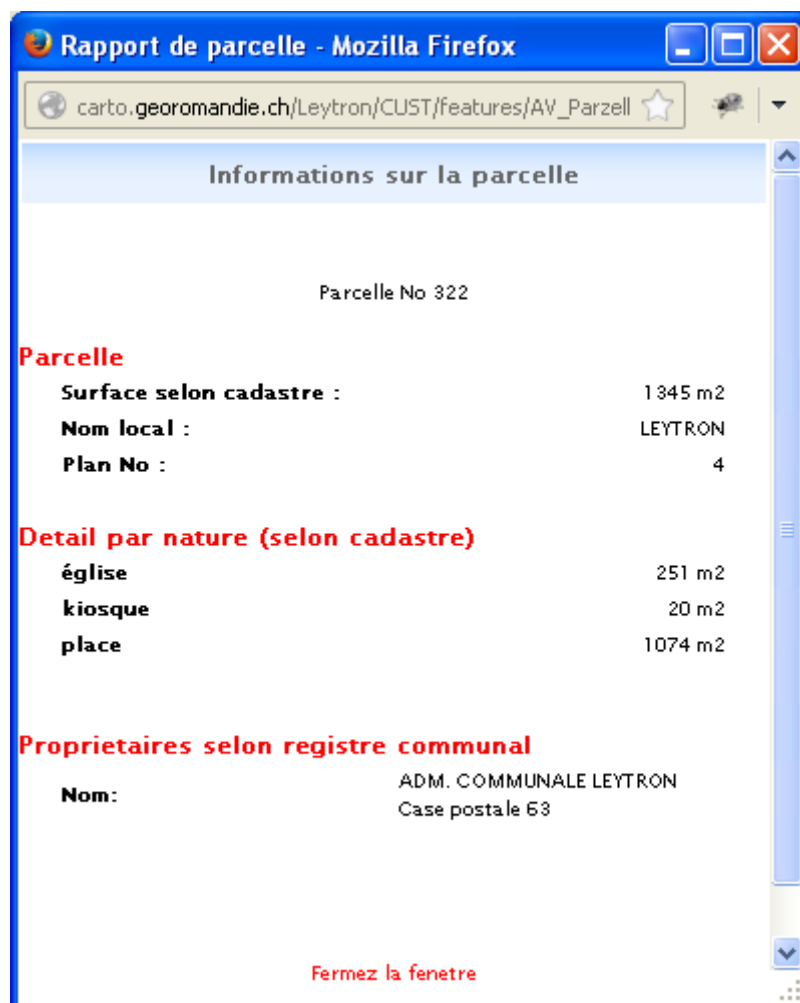 Rapport de parcelle - Mozilla Firefox
carto.georomandie.ch/Leytron/CUST/features/AV_Parzell
Informations sur la parcelle
Parcelle No 322
Parcelle
Surface selon cadastre : 1345 m2
Nom local : LEYTRON
Plan No : 4
Detail par nature (selon cadastre)
église 251 m2
kiosque 20 m2
place 1074 m2
Proprietaires selon registre communal
Nom: ADM. COMMUNALE LEYTRON
Case postale 63
Fermez la fenetre